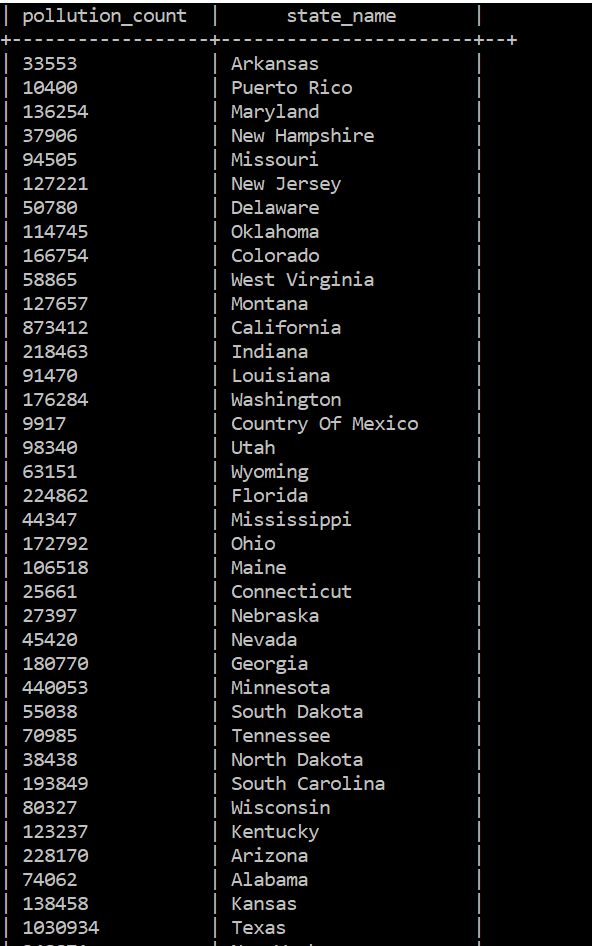 | pollution_count | state_name |
+------------------+-----------------------+--+
| 33553 | Arkansas |
| 10400 | Puerto Rico |
| 136254 | Maryland |
| 37906 | New Hampshire |
| 94505 | Missouri |
| 127221 | New Jersey |
| 50780 | Delaware |
| 114745 | Oklahoma |
| 166754 | Colorado |
| 58865 | West Virginia |
| 127657 | Montana |
| 873412 | California |
| 218463 | Indiana |
| 91470 | Louisiana |
| 176284 | Washington |
| 9917 | Country Of Mexico |
| 98340 | Utah |
| 63151 | Wyoming |
| 224862 | Florida |
| 44347 | Mississippi |
| 172792 | Ohio |
| 106518 | Maine |
| 25661 | Connecticut |
| 27397 | Nebraska |
| 45420 | Nevada |
| 180770 | Georgia |
| 440053 | Minnesota |
| 55038 | South Dakota |
| 70985 | Tennessee |
| 38438 | North Dakota |
| 193849 | South Carolina |
| 80327 | Wisconsin |
| 123237 | Kentucky |
| 228170 | Arizona |
| 74062 | Alabama |
| 138458 | Kansas |
| 1030934 | Texas |